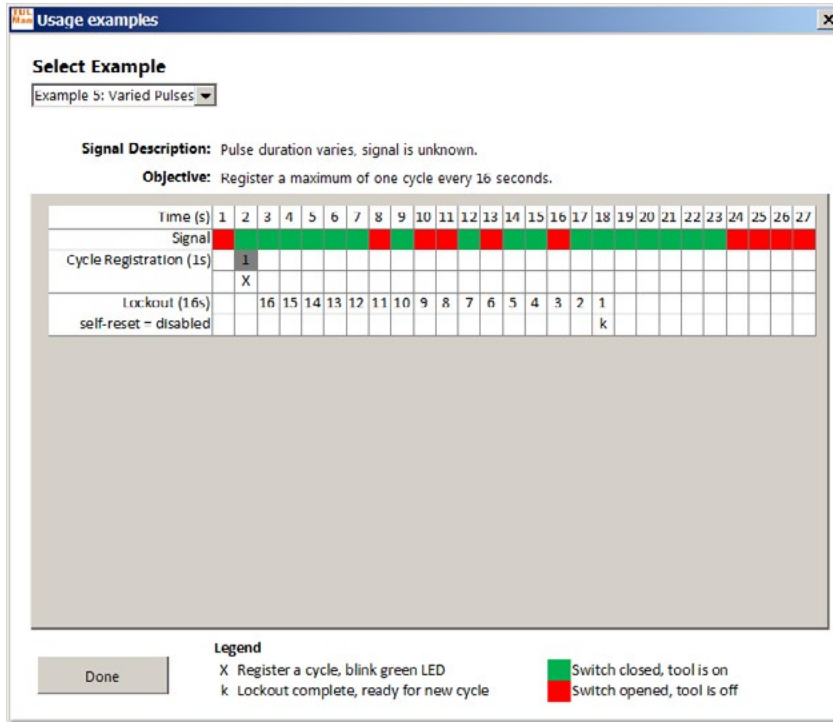 TUL
Man Usage examples x
Select Example
Example 5: Varied Pulses
Signal Description: Pulse duration varies, signal is unknown.
Objective: Register a maximum of one cycle every 16 seconds.
Time (s) 1 2 3 4 5 6 7 8 9 10 11 12 13 14 15 16 17 18 19 20 21 22 23 24 25 26 27
Signal
Cycle Registration (1s) 1
X
Lockout (16s) 16 15 14 13 12 11 10 9 8 7 6 5 4 3 2 1
self-reset = disabled k
Legend
X Register a cycle, blink green LED Switch closed, tool is on
Done
k Lockout complete, ready for new cycle Switch opened, tool is off